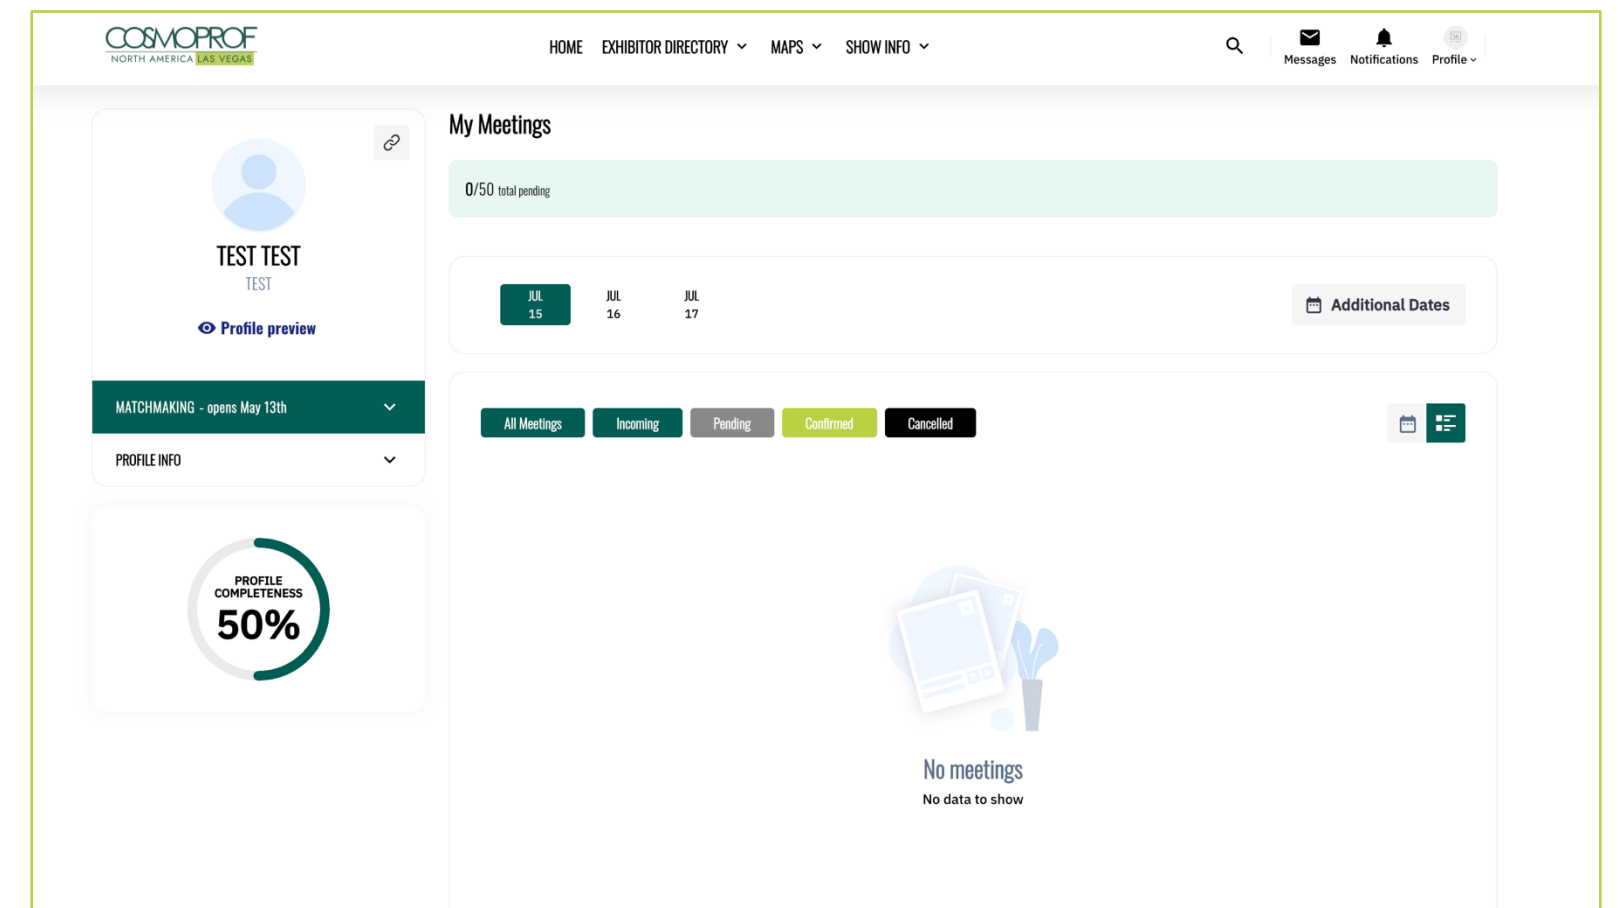 COSMOPROF
NORTH AMERICA LAS VEGAS
HOME EXHIBITOR DIRECTORY MAPS SHOW INFO
Messages Notifications Profile
TEST TEST
TEST
Profile preview
MATCHMAKING - opens May 13th
PROFILE INFO
PROFILE
COMPLETENESS
50%
My Meetings
0/50 total pending
JUL
15
JUL
16
JUL
17
Additional Dates
All Meetings Incoming Pending Confirmed Cancelled
No meetings
No data to show